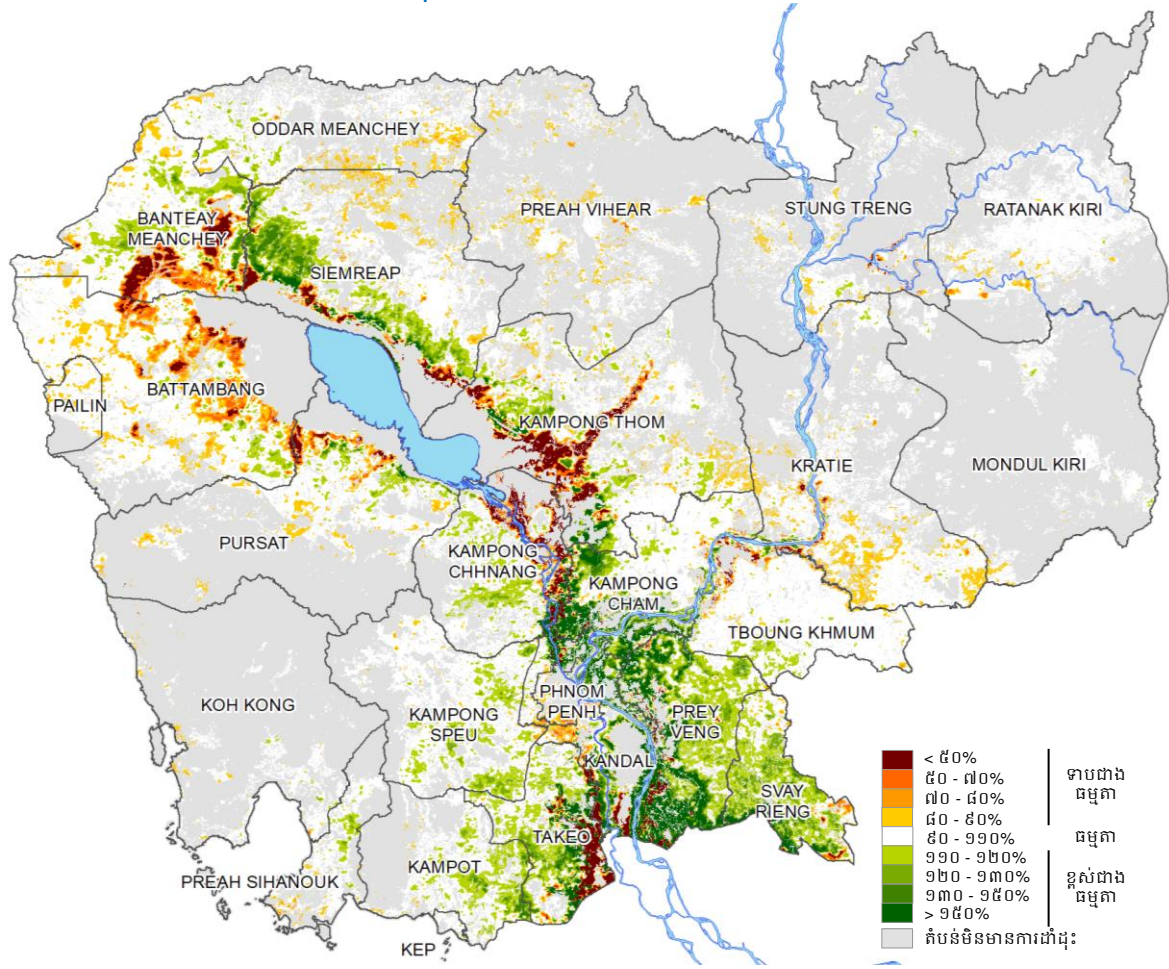 ODDAR MEANCHEY
BANTEAY
MEANCHEY
SIEMREAP
PREAH VIHEAR
STUNG TRENG
RATANAK KIRI
BATTAMBANG
PAILIN
KAMPONG THOM
KRATIE
MONDUL KIRI
PURSAT
KAMPONG
CHHNANG
KAMPONG
CHAM
TBOUNG KHMUM
KOH KONG
KAMPONG
SPEU
PHNOM
PENH
PREY
VENG
KANDAL
SVAY
RIENG
TAKEO
KAMPOT
PREAH SIHANOUK
KEP
< ៥០%
៥០ - ៧០%
៧០ - ៨០%
៨០ - ៩០%
ទាបជាង
ធម្មតា
៩០ - ១១០%
ធម្មតា
១១០ - ១២០%
១២០ - ១៣០%
១៣០ - ១៥០%
> ១៥០%
ខ្ពស់ជាង
ធម្មតា
តំបន់មិនមានការដាំដុះ